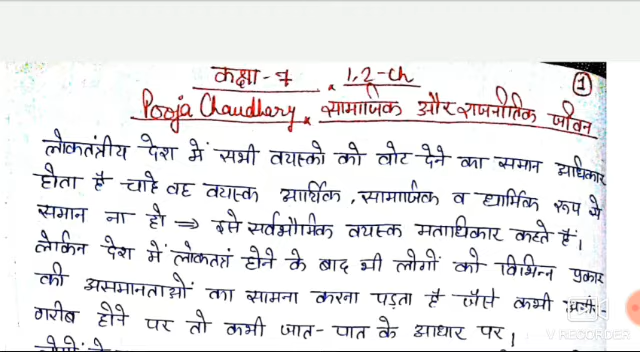 कक्षा - 7 1,2-ch 1
Pooja Chaudhary सामाजिक और राजनीतिक जीवन
लोकतंत्रीय देश में सभी वयस्को को वोट देने का समान अधिकार
होता है चाहे वह वयस्क आर्थिक, सामाजिक व धार्मिक रूप से
समान ना हो ⇒ इसे सर्वभौमिक वयस्क मताधिकार कहते हैं।
लेकिन देश में लोकतंत्र होने के बाद भी लोगों को विभिन्न प्रकार
की असमानताओं का सामना करना पड़ता है जैसे कभी
गरीब होने पर तो कभी जात-पात के आधार पर।
V RECORDER